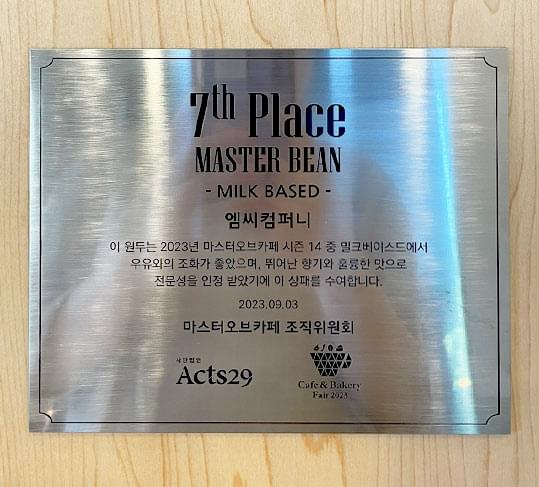 7th Place
MASTER BEAN
- MILK BASED -
엠씨컴퍼니
이 원두는 2023년 마스터오브카페 시즌 14 중 밀크베이스드에서
우유와의 조화가 좋았으며, 뛰어난 향기와 훌륭한 맛으로
전문성을 인정 받았기에 이 상패를 수여합니다.
2023.09.03
마스터오브카페 조직위원회
사단법인
Acts29
Cafe & Bakery
Fair 2023